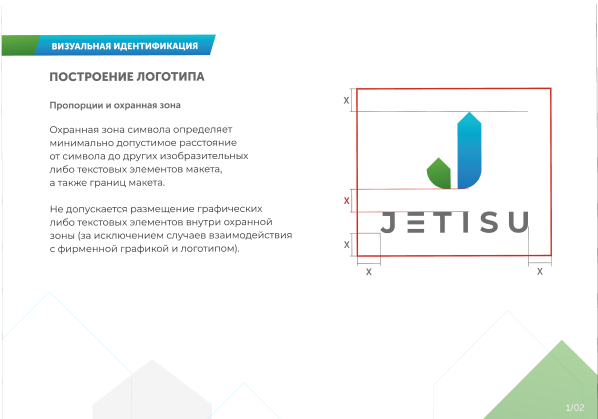 ВИЗУАЛЬНАЯ ИДЕНТИФИКАЦИЯ
ПОСТРОЕНИЕ ЛОГОТИПА
Пропорции и охранная зона
Охранная зона символа определяет
минимально допустимое расстояние
от символа до других изобразительных
либо текстовых элементов макета,
а также границ макета.
Не допускается размещение графических
либо текстовых элементов внутри охранной
зоны (за исключением случаев взаимодействия
с фирменной графикой и логотипом).
X
X
JETISU
X
X
X
1/02